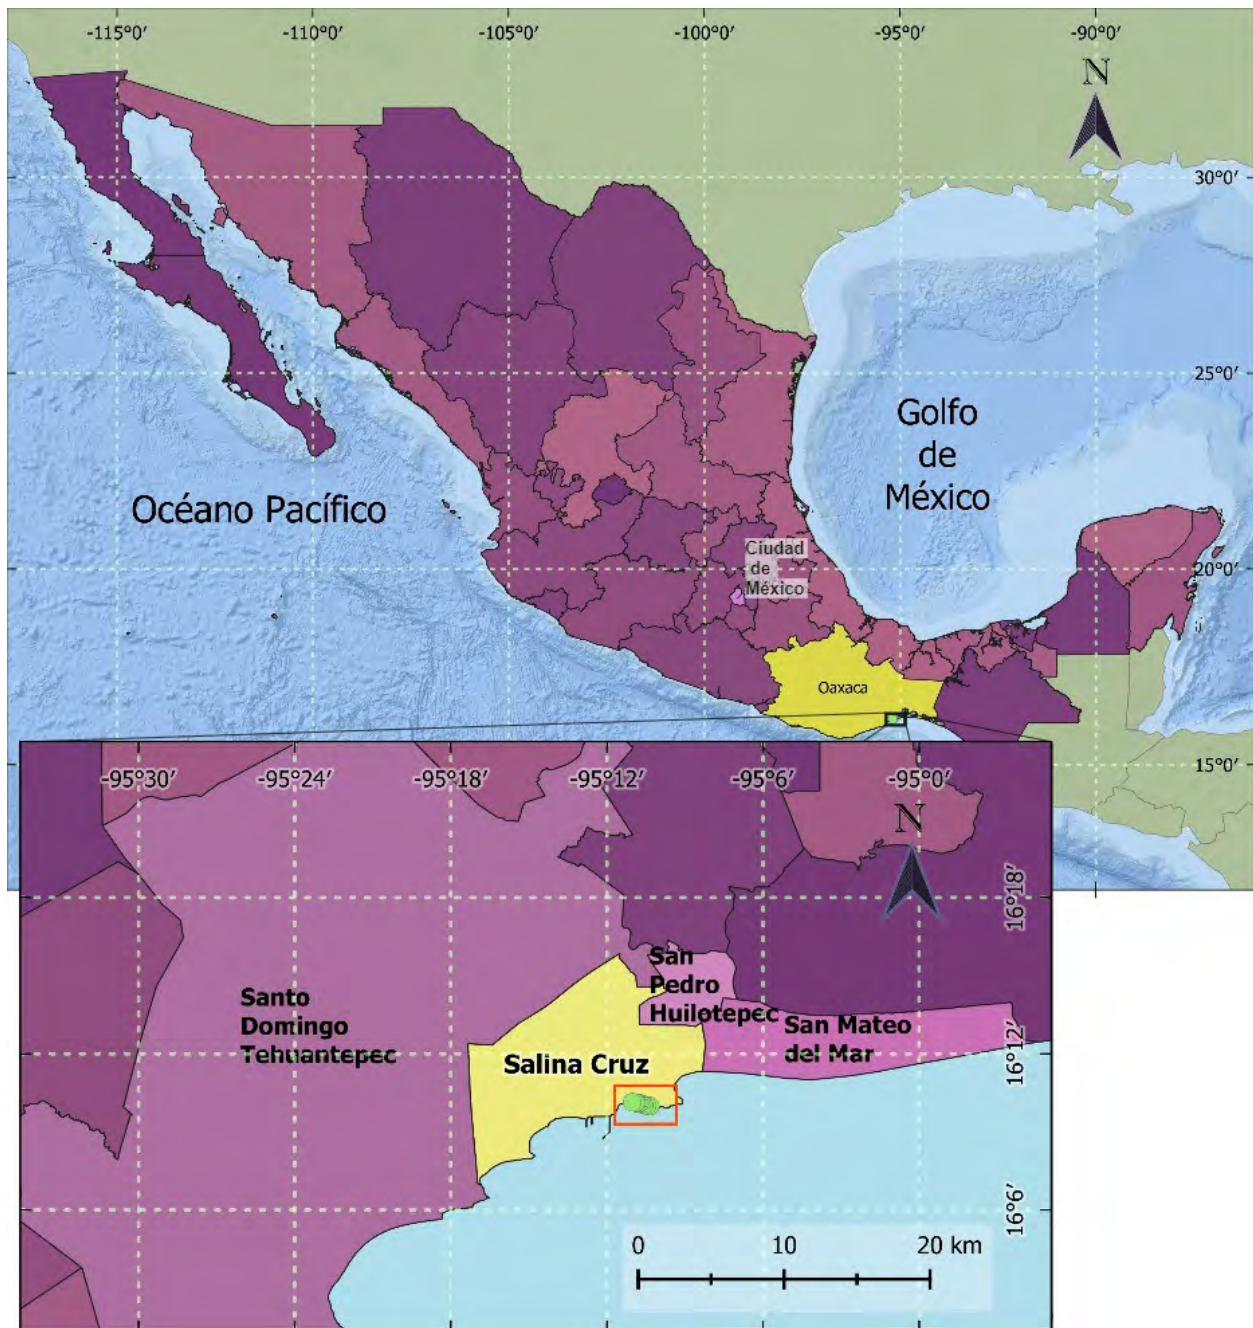 -115°0′ -110°0′ -105°0′ -100°0′ -95°0′ -90°0′
N
30°0′
25°0′
Golfo
de
México
Océano Pacífico
Ciudad
de
México
20°0′
Oaxaca
15°0′
-95°30′ -95°24′ -95°18′ -95°12′ -95°6′ -95°0′
N
16°18′
San
Pedro
Huilotepec
Santo
Domingo
Tehuantepec
San Mateo
del Mar
16°12′
Salina Cruz
16°6′
0 10 20 km